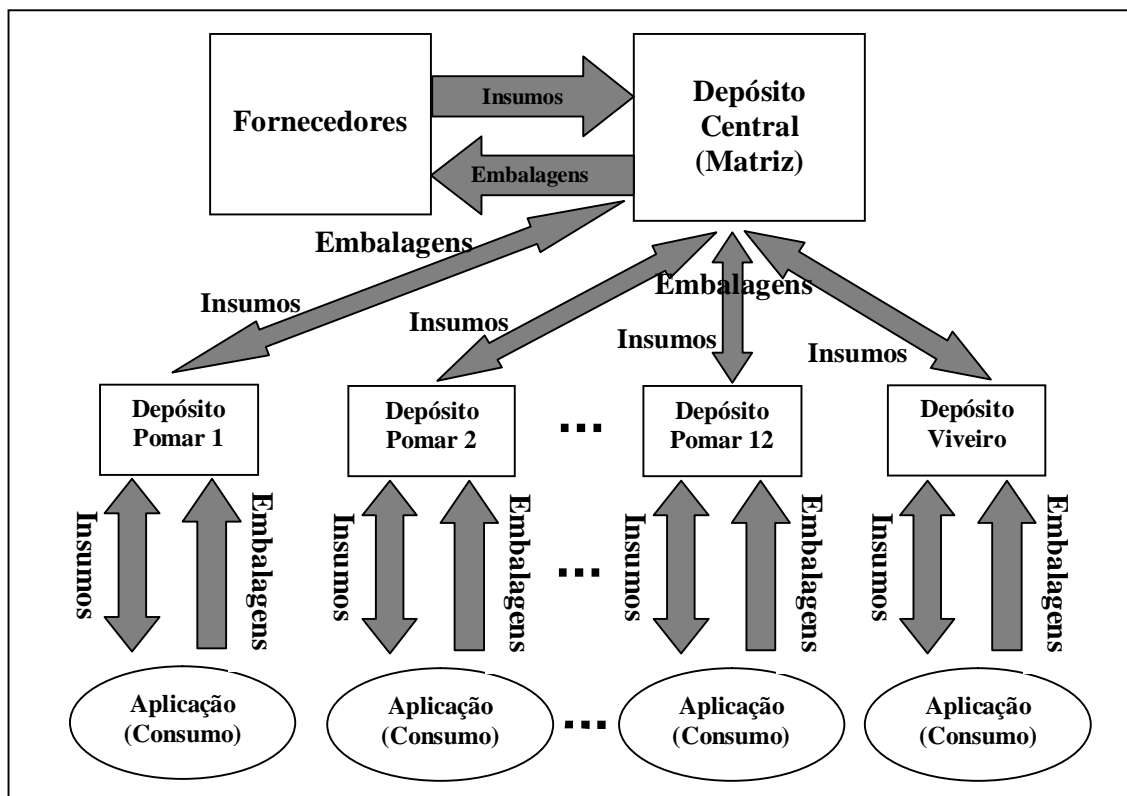 Fornecedores
Insumos
Embalagens
Depósito
Central
(Matriz)
Embalagens
Insumos
Insumos
Embalagens
Insumos
Insumos
Depósito
Pomar 1
Depósito
Pomar 2
...
Depósito
Pomar 12
Depósito
Viveiro
Insumos
Embalagens
Insumos
Embalagens
...
Insumos
Embalagens
Insumos
Embalagens
Aplicação
(Consumo)
Aplicação
(Consumo)
...
Aplicação
(Consumo)
Aplicação
(Consumo)